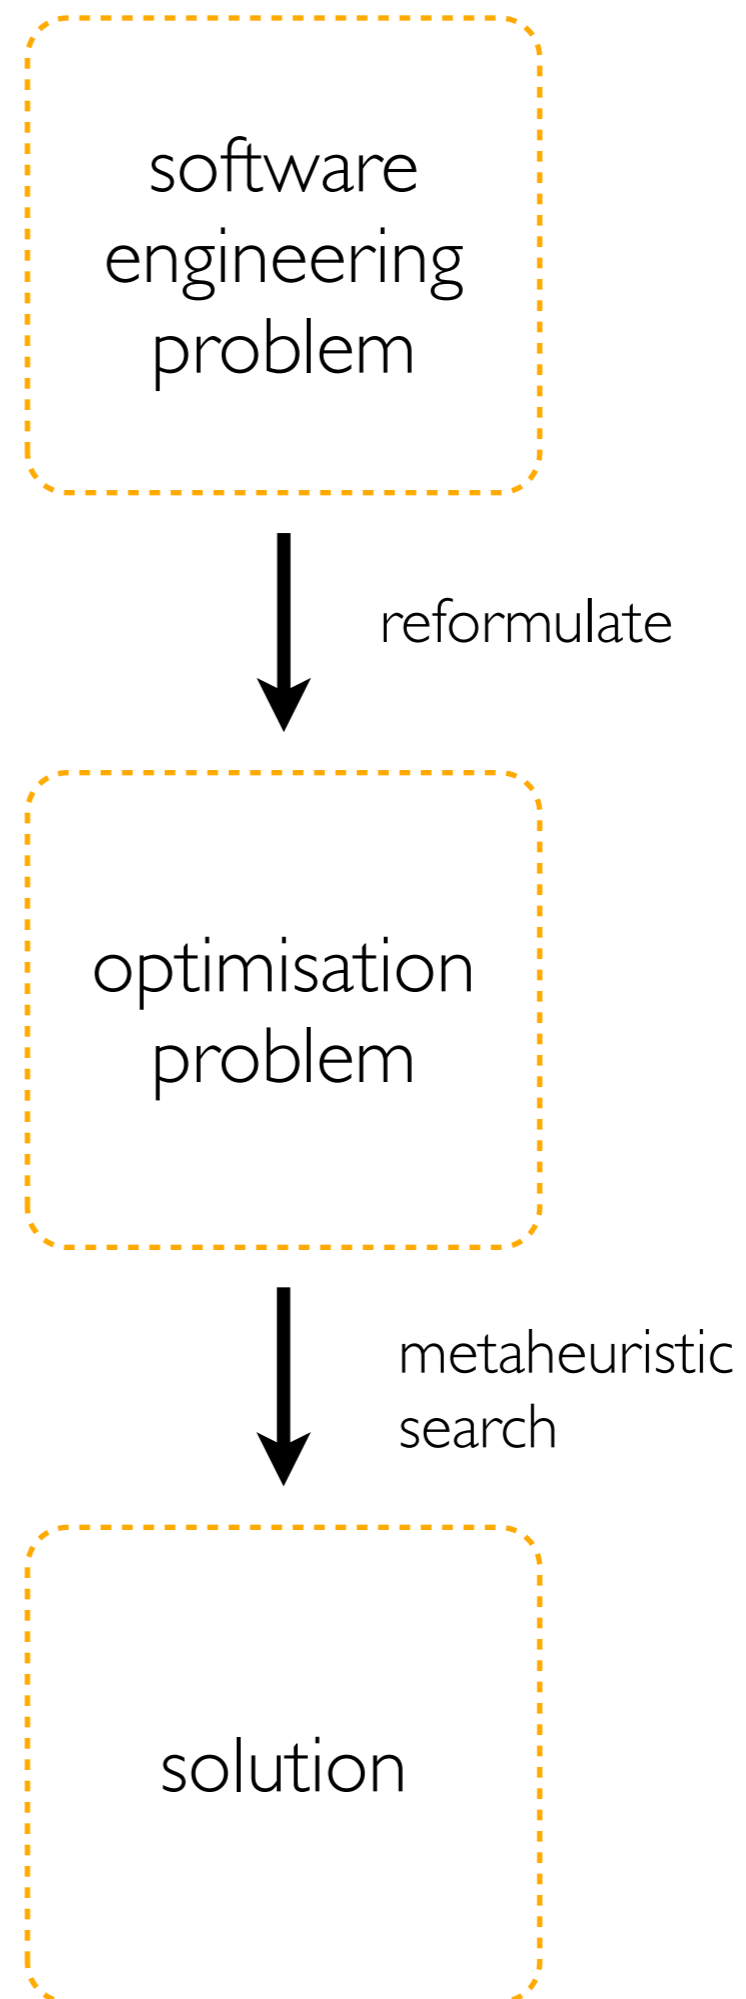 software
engineering
problem
reformulate
optimisation
problem
metaheuristic
search
solution